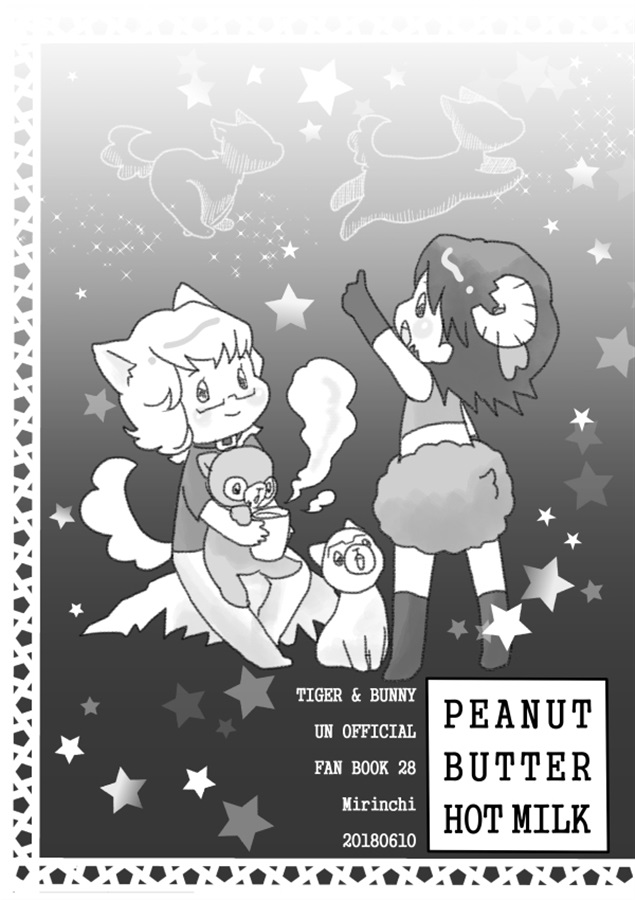 TIGER & BUNNY
UN OFFICIAL
FAN BOOK 28
Mirinchi
20180610
PEANUT
BUTTER
HOT MILK